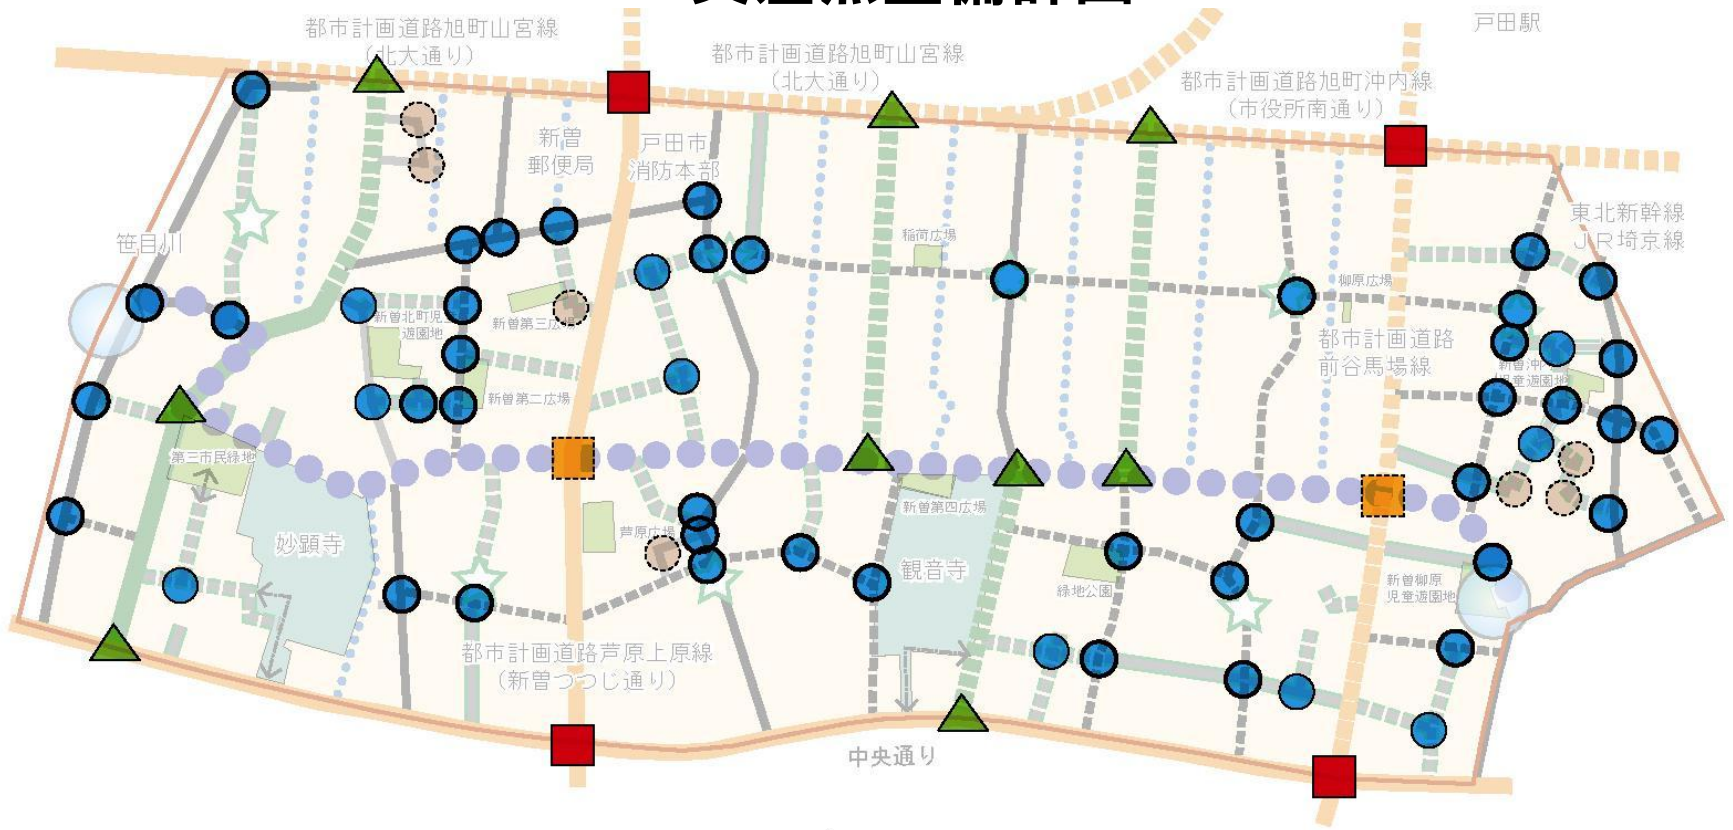 都市計画道路旭町山宮線
(北大通り)
都市計画道路旭町山宮線
(北大通り)
戸田駅
都市計画道路旭町沖内線
(市役所南通り)
新曽
郵便局
戸田市
消防本部
笹目川
稲荷広場
東北新幹線
JR埼京線
柳原広場
新曽北町児童
遊園地
新曽第三広場
都市計画道路
前谷馬場線
新曽第二広場
児童遊園地
第三市民緑地
新曽第四広場
芦原広場
妙顕寺
観音寺
緑地公園
新曽柳原
児童遊園地
都市計画道路芦原上原線
(新曽つつじ通り)
中央通り